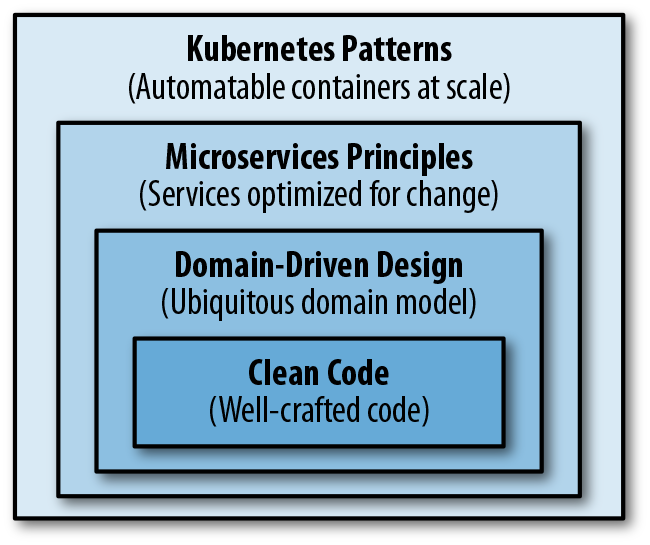 Kubernetes Patterns
(Automatable containers at scale)
Microservices Principles
(Services optimized for change)
Domain-Driven Design
(Ubiquitous domain model)
Clean Code
(Well-crafted code)